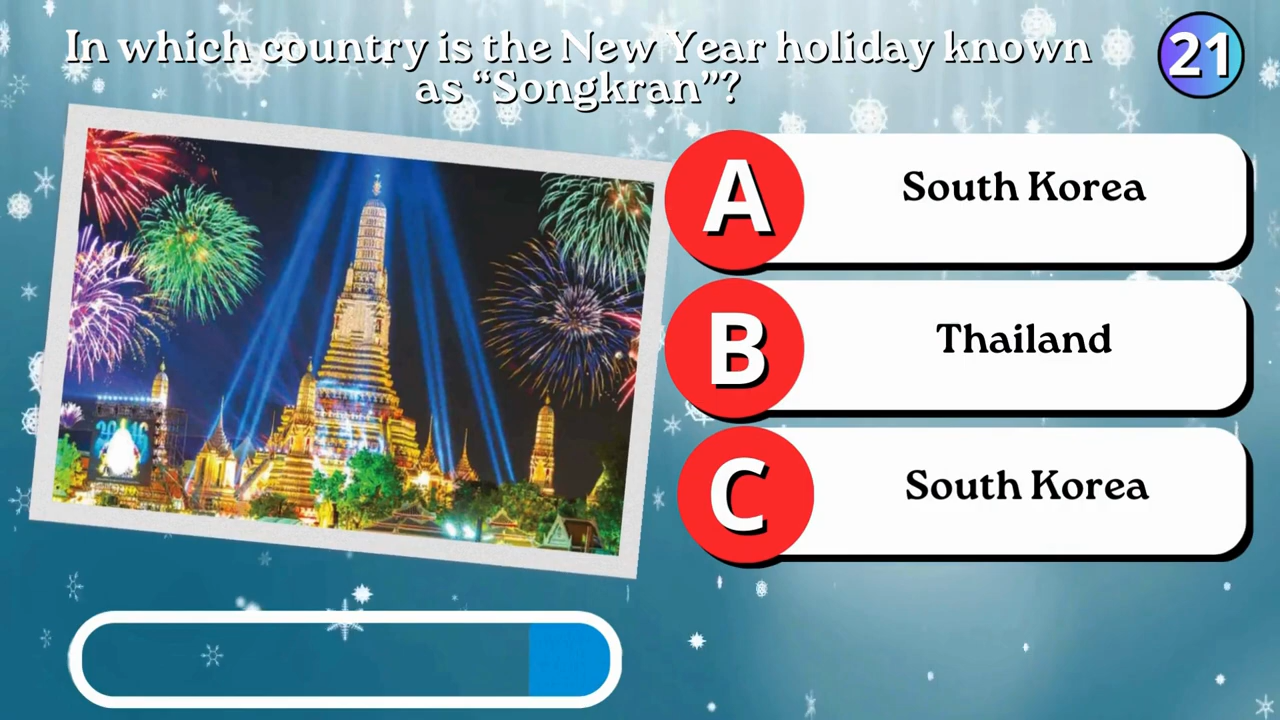 In which country is the New Year holiday known
as “Songkran”?
21
A
South Korea
B
Thailand
C
South Korea